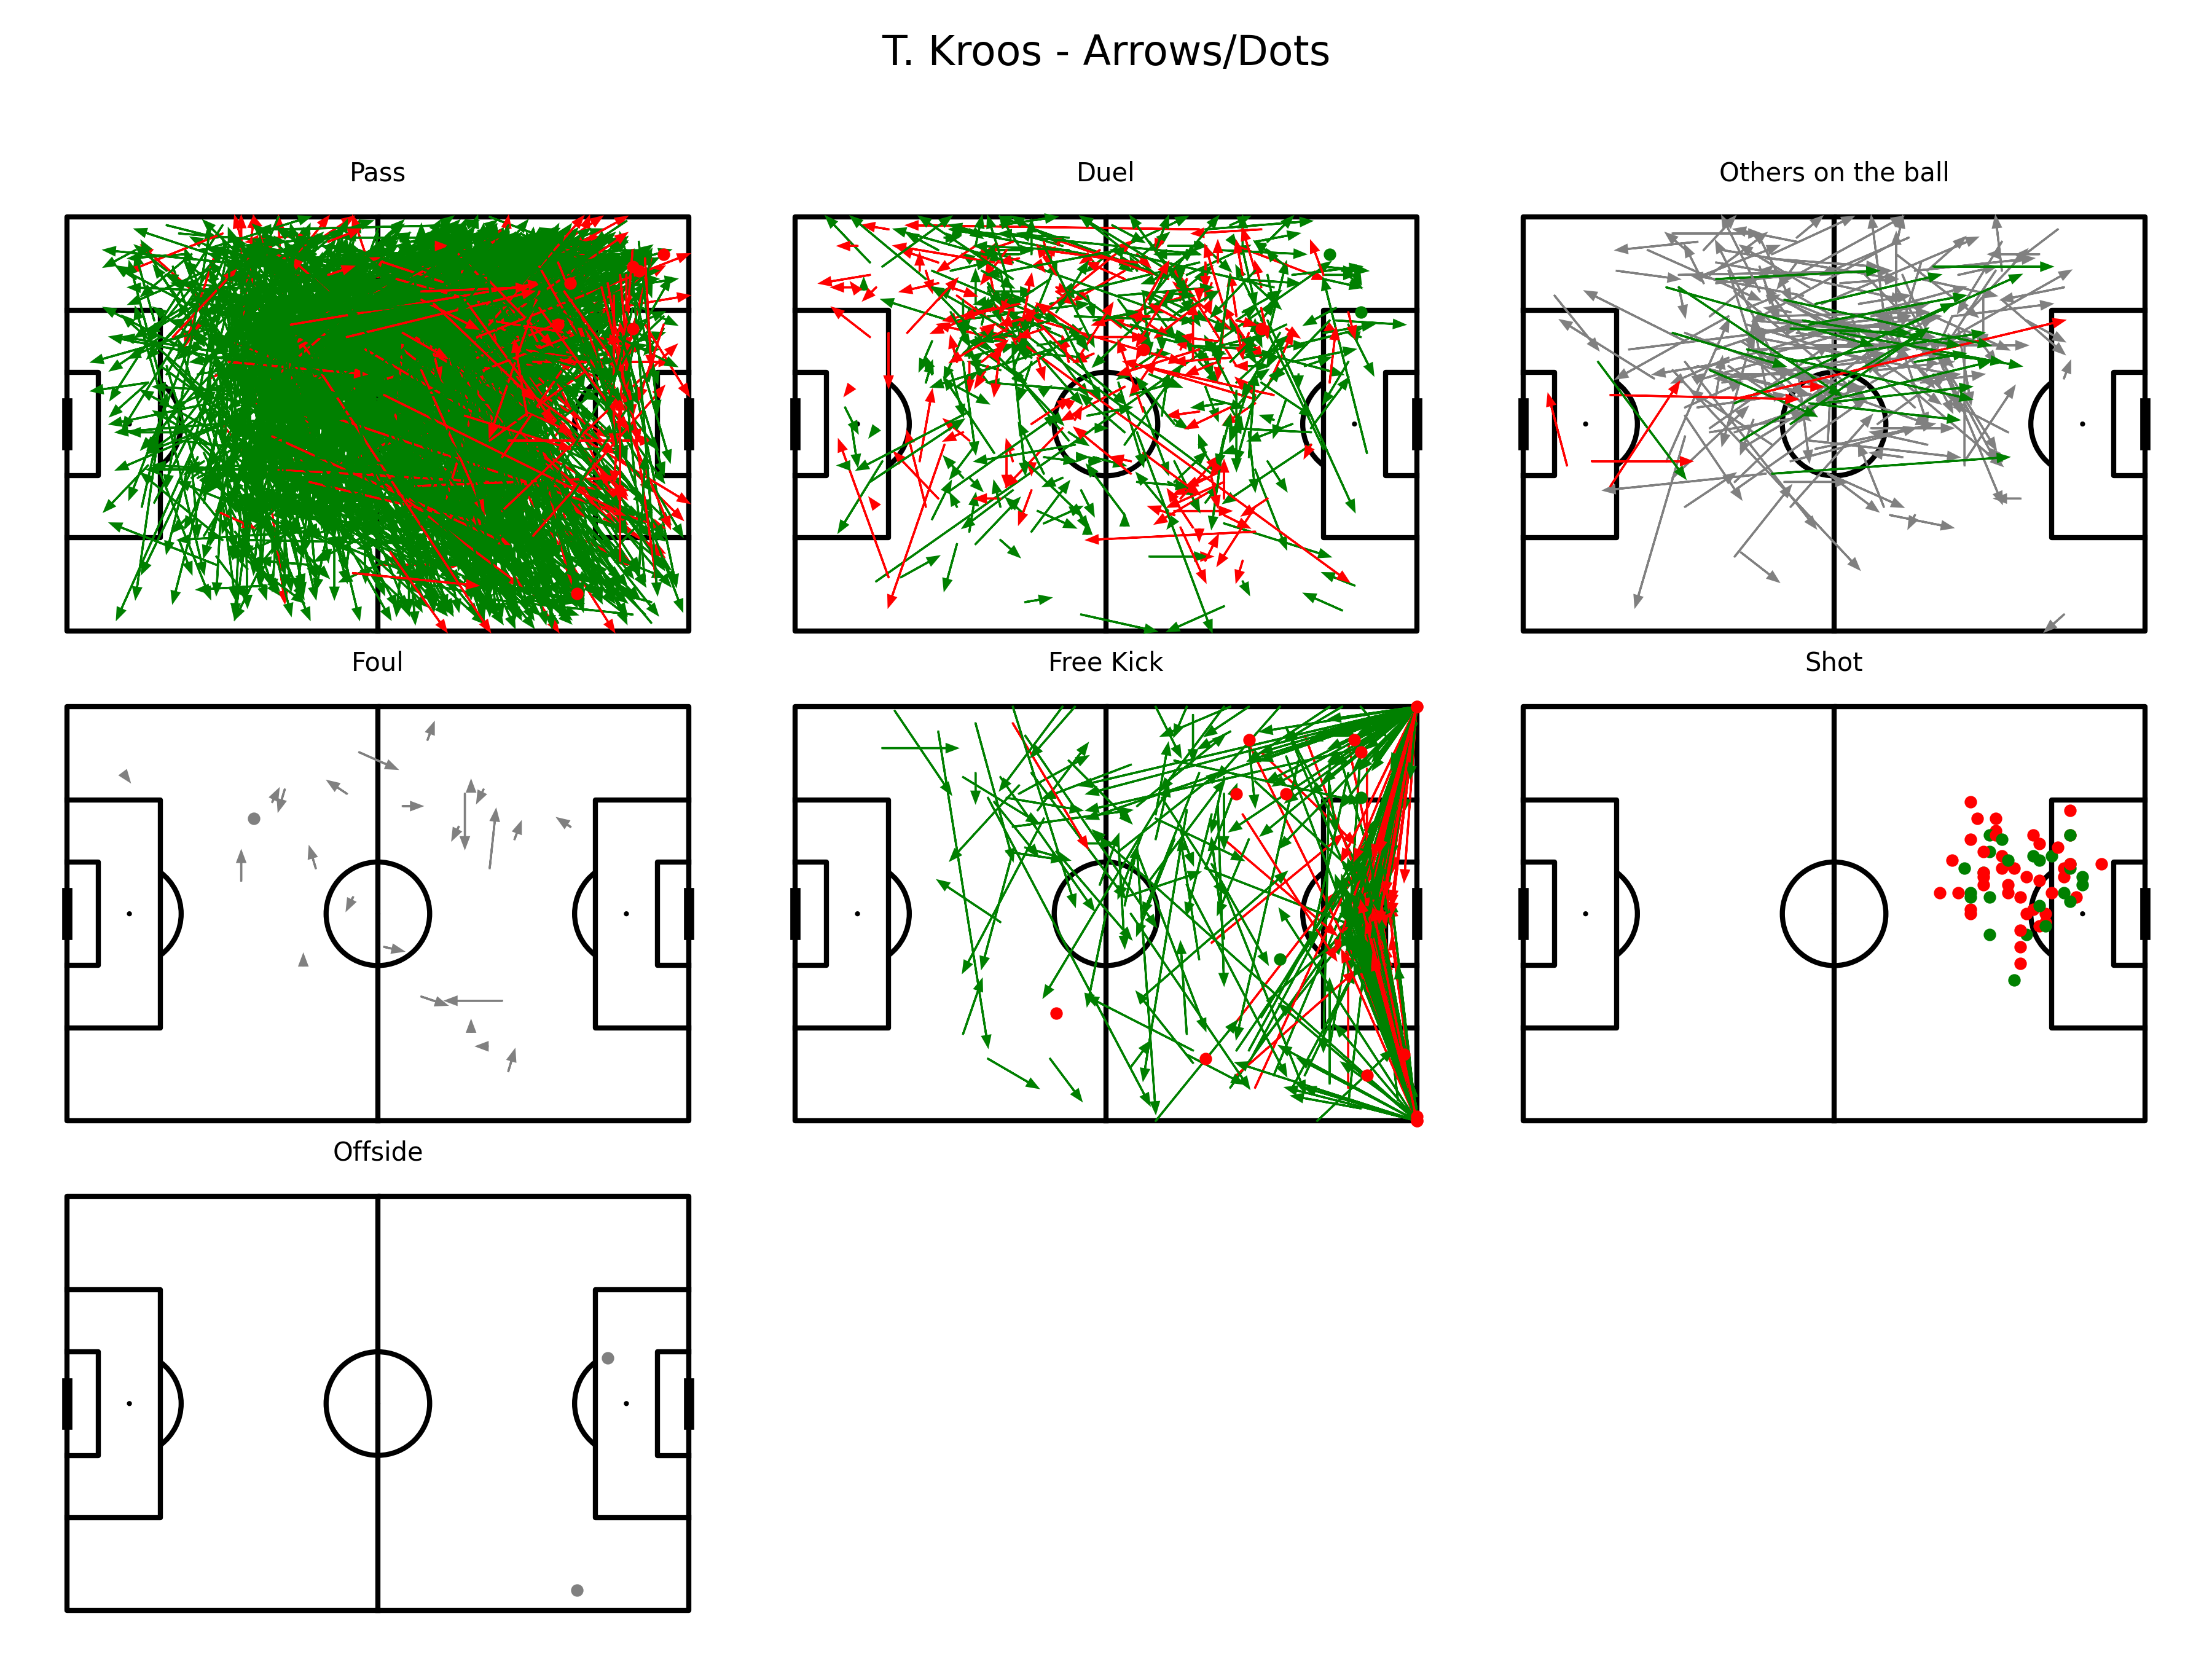 T. Kroos - Arrows/Dots
Pass
Duel
Others on the ball
Foul
Free Kick
Shot
Offside